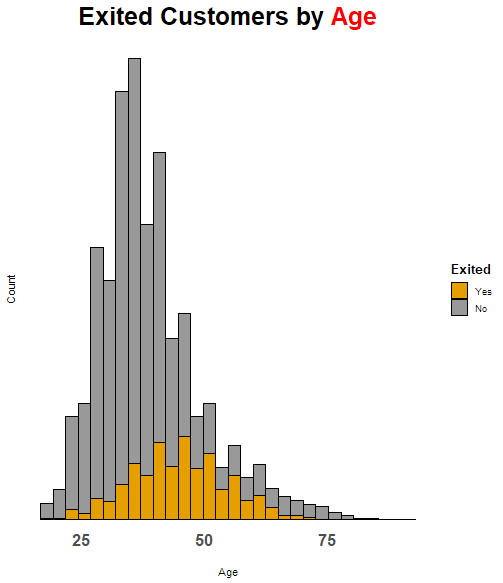 Exited Customers by Age
Count
Exited
Yes
No
25 50 75
Age